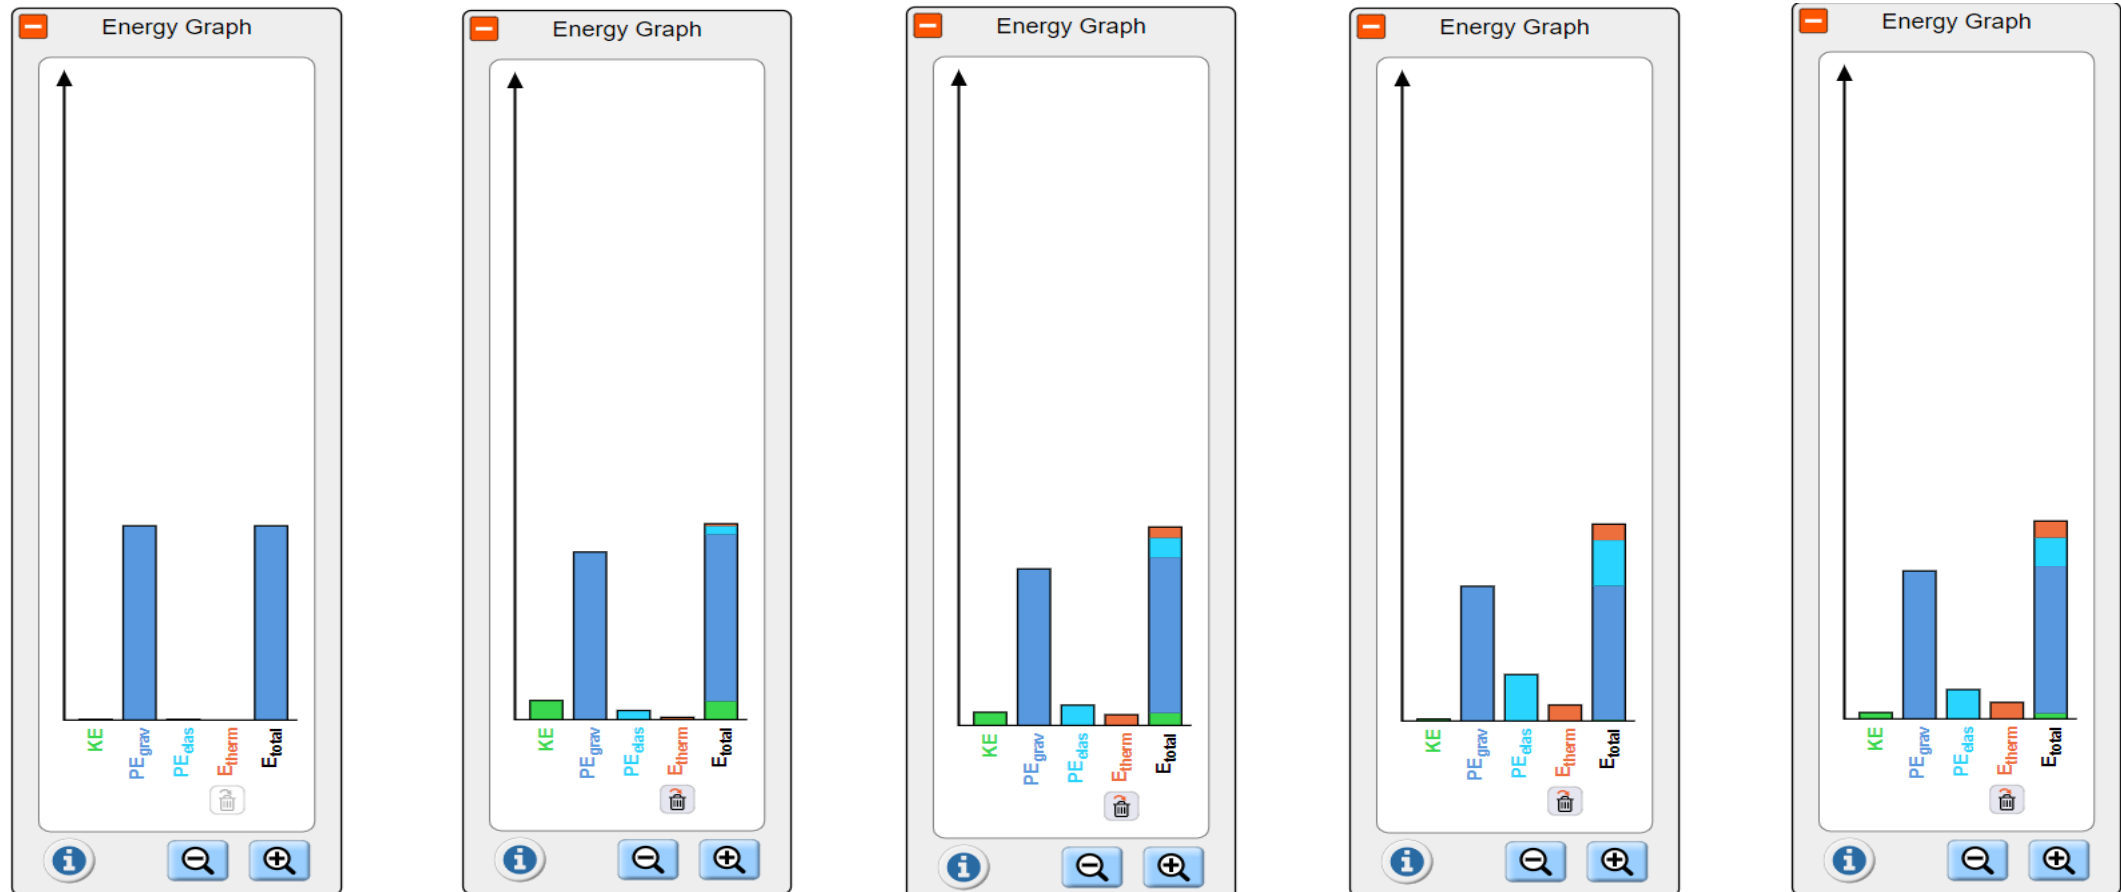 Energy Graph
KE
PEgrav
PEelas
Etherm
Etotal
Energy Graph
KE
PEgrav
PEelas
Etherm
Etotal
Energy Graph
KE
PEgrav
PEelas
Etherm
Etotal
Energy Graph
KE
PEgrav
PEelas
Etherm
Etotal
Energy Graph
KE
PEgrav
PEelas
Etherm
Etotal